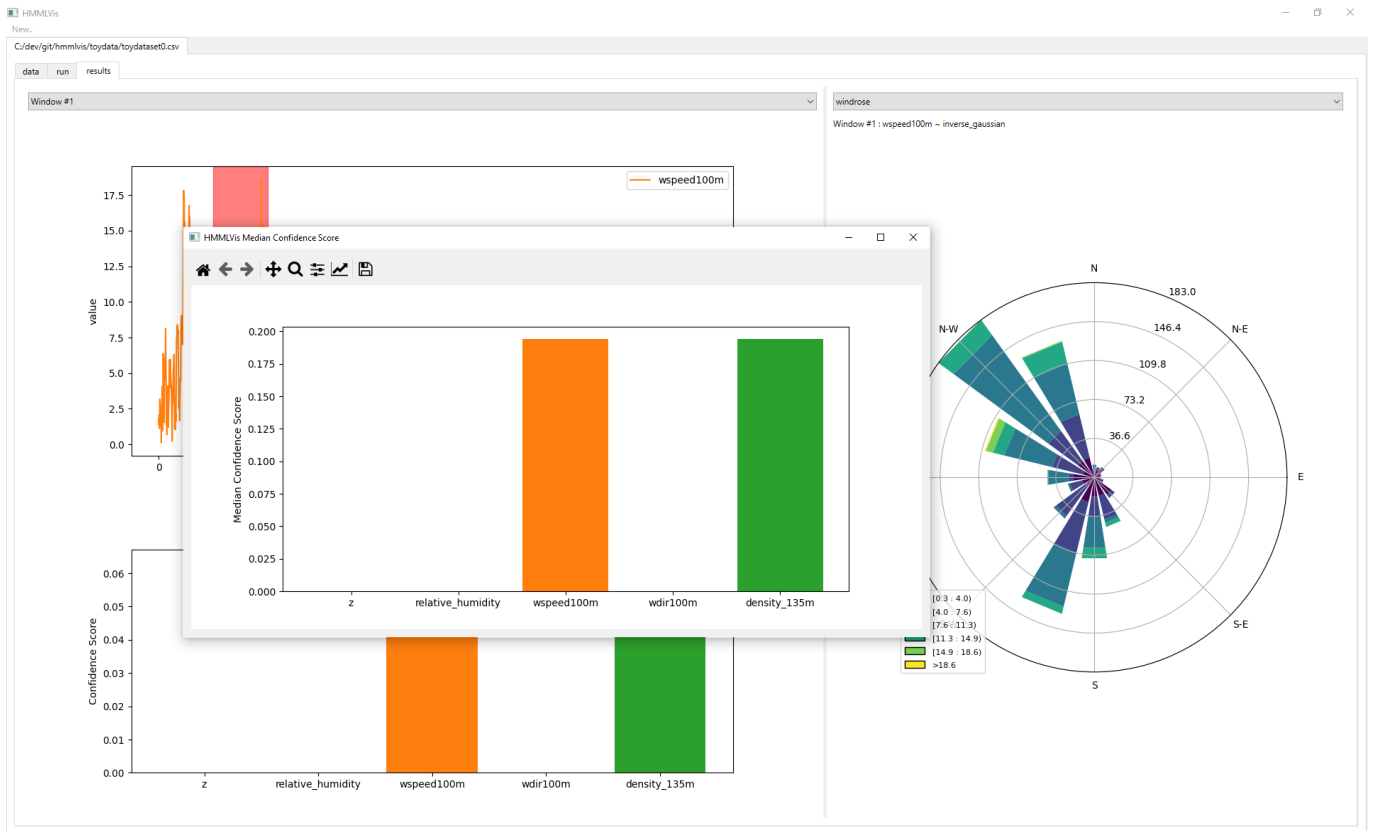 HMMLVis
New..
C:/dev/git/hmmlvis/toydata/toydataset0.csv
data run results
Window #1
windrose
Window #1 : wspeed100m ~ inverse_gaussian
wspeed100m
17.5
15.0
12.5
10.0
7.5
5.0
2.5
0.0
value
0
HMMLVis Median Confidence Score
0.200
0.175
0.150
0.125
0.100
0.075
0.050
0.025
0.000
Median Confidence Score
z relative_humidity wspeed100m wdir100m density_135m
0.06
0.05
0.04
0.03
0.02
0.01
0.00
Confidence Score
z relative_humidity wspeed100m wdir100m density_135m
N
N-W
N-E
E
S-E
S
183.0
146.4
109.8
73.2
36.6
[0.3 : 4.0)
[4.0 : 7.6)
[7.6 : 11.3)
[11.3 : 14.9)
[14.9 : 18.6)
>18.6